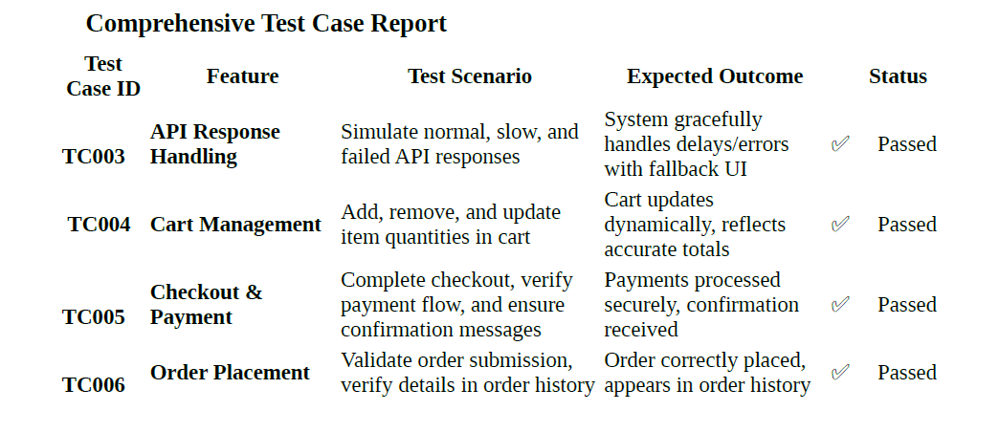 Comprehensive Test Case Report
Test Case ID Feature Test Scenario Expected Outcome Status
TC003 API Response Handling Simulate normal, slow, and failed API responses System gracefully handles delays/errors with fallback UI ✅ Passed
TC004 Cart Management Add, remove, and update item quantities in cart Cart updates dynamically, reflects accurate totals ✅ Passed
TC005 Checkout & Payment Complete checkout, verify payment flow, and ensure confirmation messages Payments processed securely, confirmation received ✅ Passed
TC006 Order Placement Validate order submission, verify details in order history Order correctly placed, appears in order history ✅ Passed